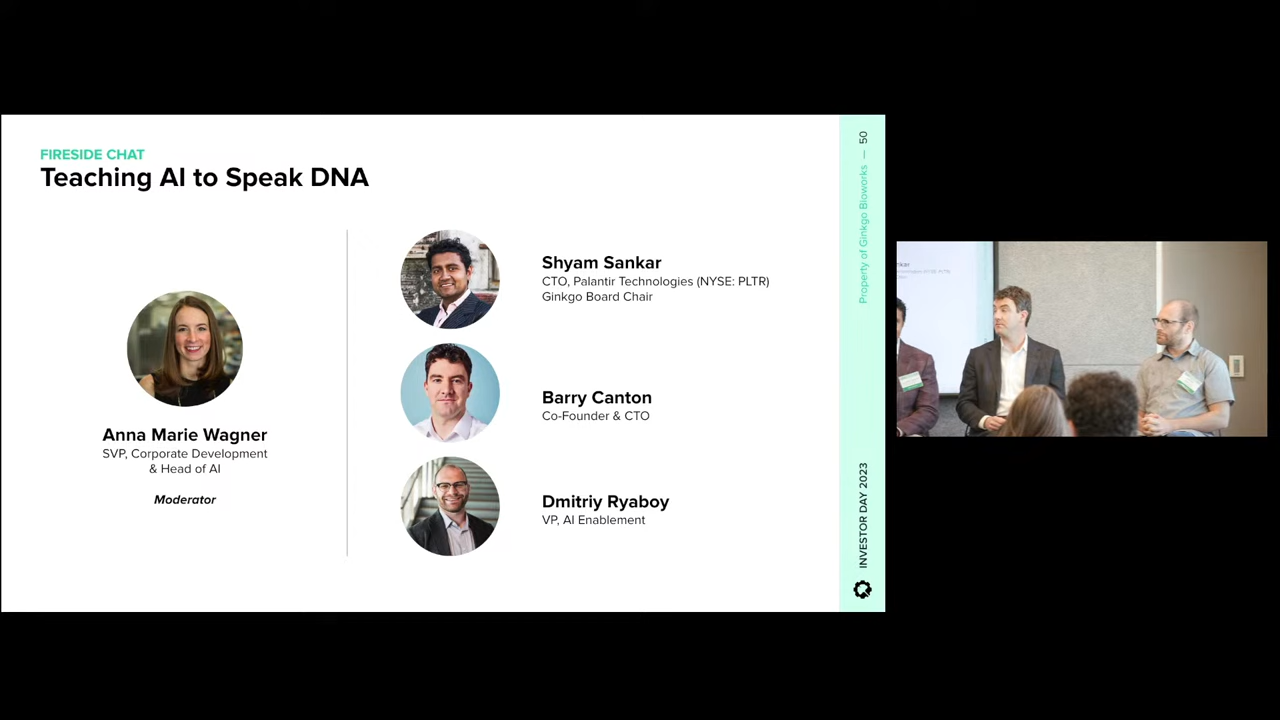 FIRESIDE CHAT
Teaching AI to Speak DNA
Anna Marie Wagner
SVP, Corporate Development
& Head of AI
Moderator
Shyam Sankar
CTO, Palantir Technologies (NYSE: PLTR)
Ginkgo Board Chair
Barry Canton
Co-Founder & CTO
Dmitriy Ryaboy
VP, AI Enablement
Property of Ginkgo Bioworks — 50
INVESTOR DAY 2023